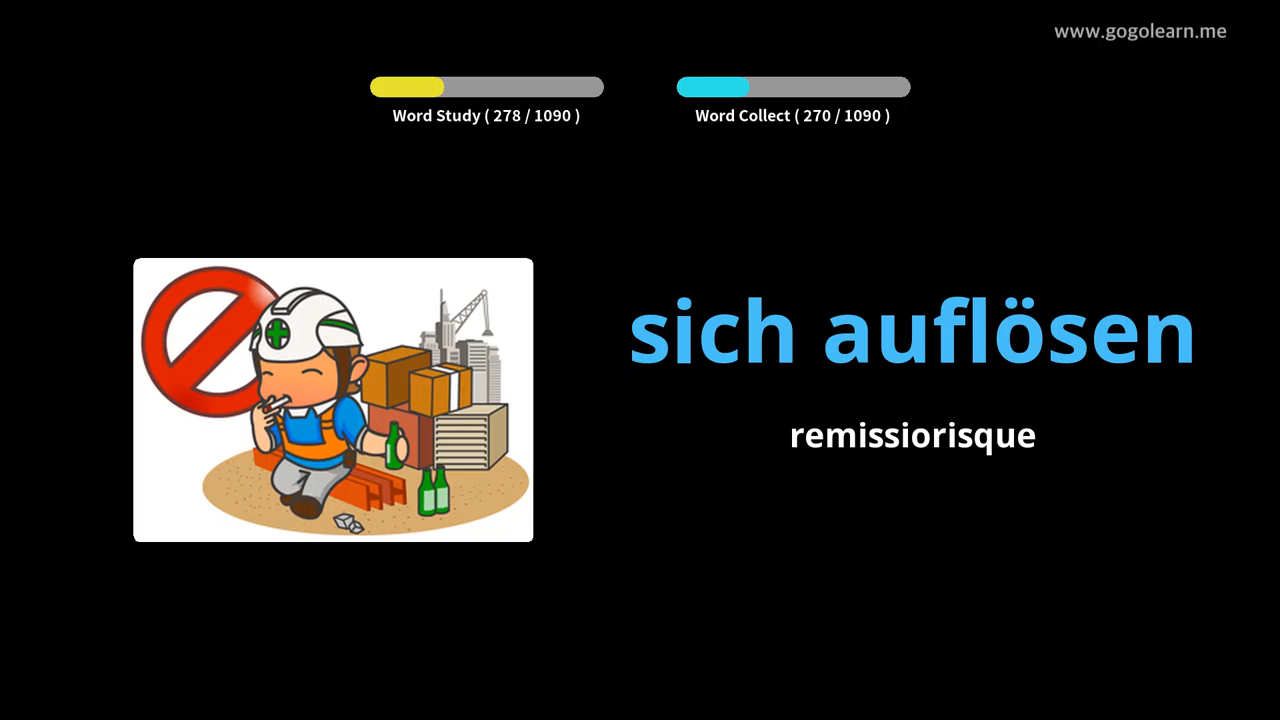 www.gogolearn.me
Word Study ( 278 / 1090 )
Word Collect ( 270 / 1090 )
sich auflösen
remissiorisque